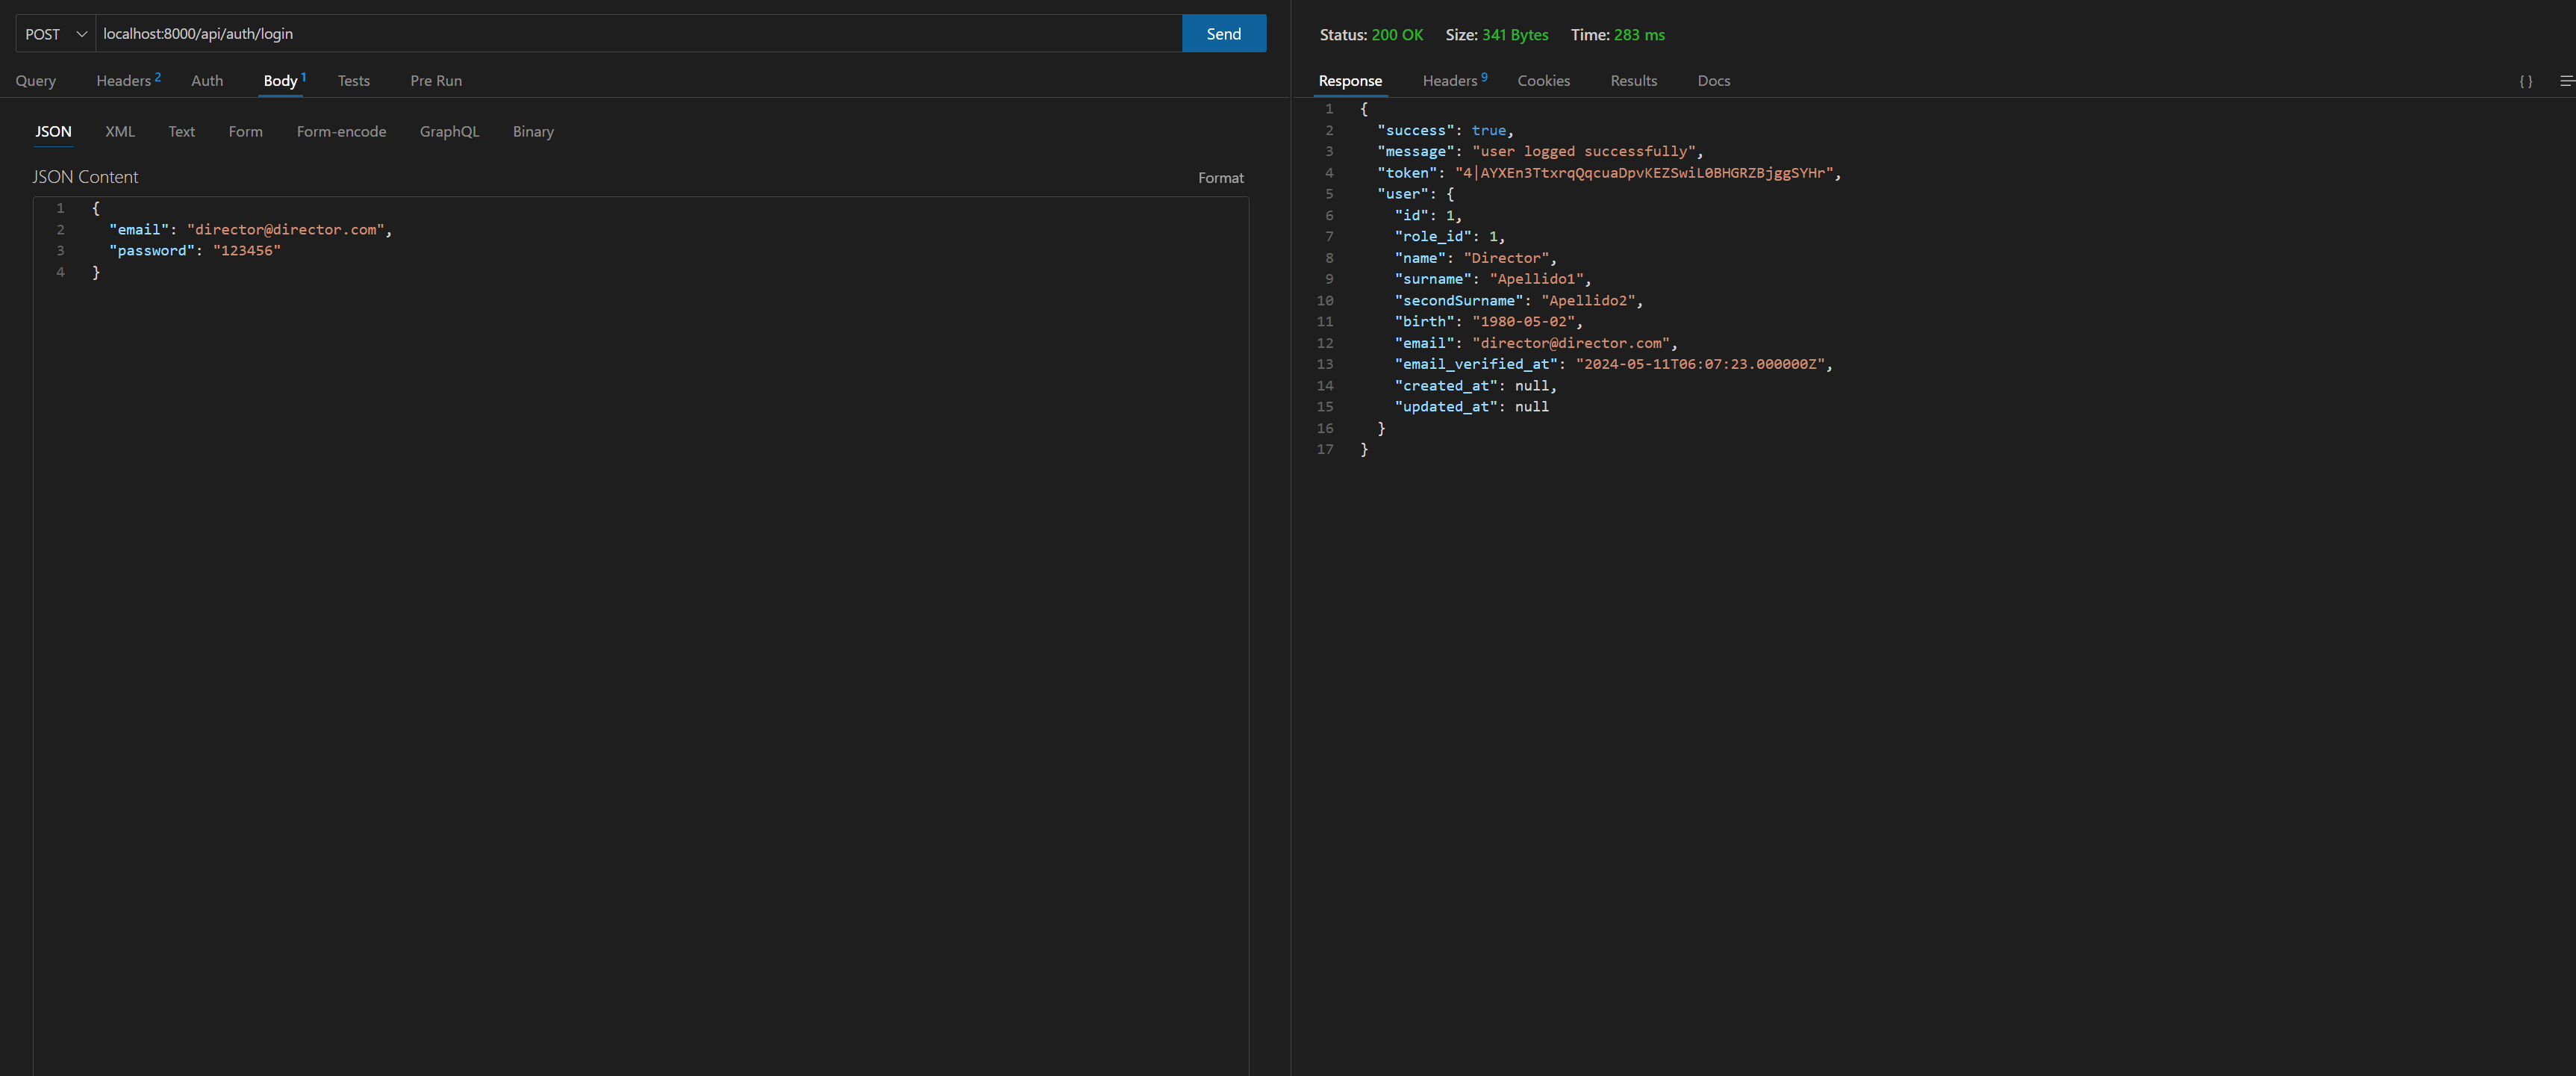 POST localhost:8000/api/auth/login Send
Query Headers 2 Auth Body 1 Tests Pre Run
JSON XML Text Form Form-encode GraphQL Binary
JSON Content Format
1 {
2 "email": "director@director.com",
3 "password": "123456"
4 }
Status: 200 OK Size: 341 Bytes Time: 283 ms
Response Headers 9 Cookies Results Docs { }
1 {
2 "success": true,
3 "message": "user logged successfully",
4 "token": "4|AYXEn3TtxrqQqcuaDpvKEZSwiL0BHGRZBjggSYHr",
5 "user": {
6 "id": 1,
7 "role_id": 1,
8 "name": "Director",
9 "surname": "Apellido1",
10 "secondSurname": "Apellido2",
11 "birth": "1980-05-02",
12 "email": "director@director.com",
13 "email_verified_at": "2024-05-11T06:07:23.000000Z",
14 "created_at": null,
15 "updated_at": null
16 }
17 }